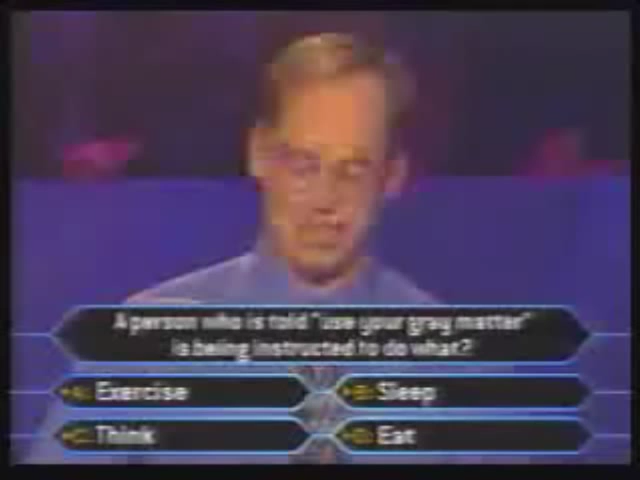 A person who is told "use your gray matter"
is being instructed to do what?
A: Exercise
B: Sleep
C: Think
D: Eat